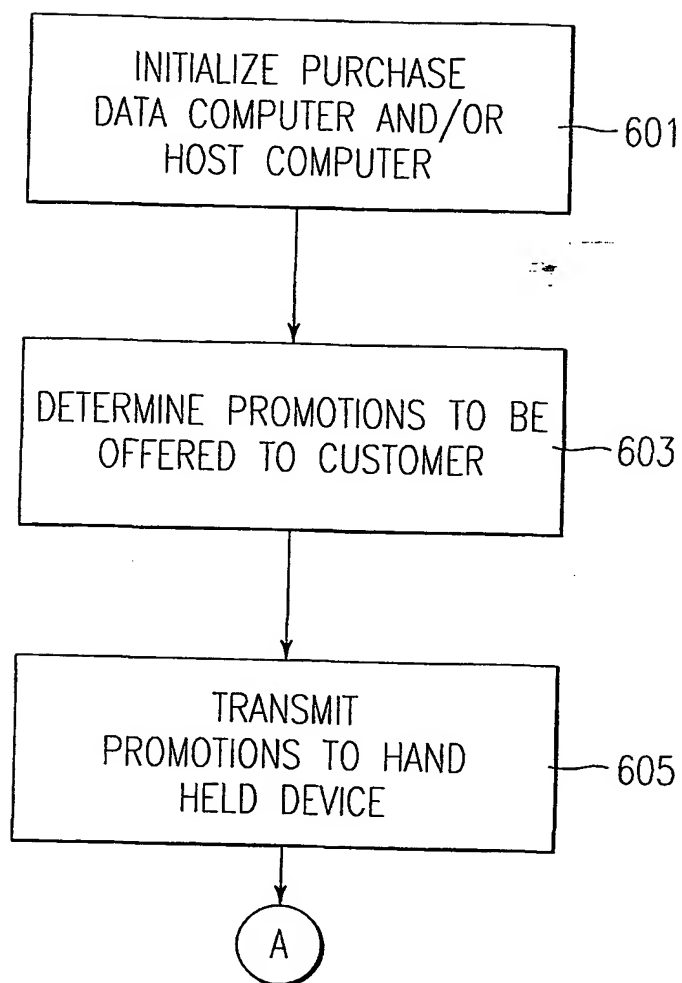 INITIALIZE PURCHASE
DATA COMPUTER AND/OR
HOST COMPUTER
601
DETERMINE PROMOTIONS TO BE
OFFERED TO CUSTOMER
603
TRANSMIT
PROMOTIONS TO HAND
HELD DEVICE
605
A